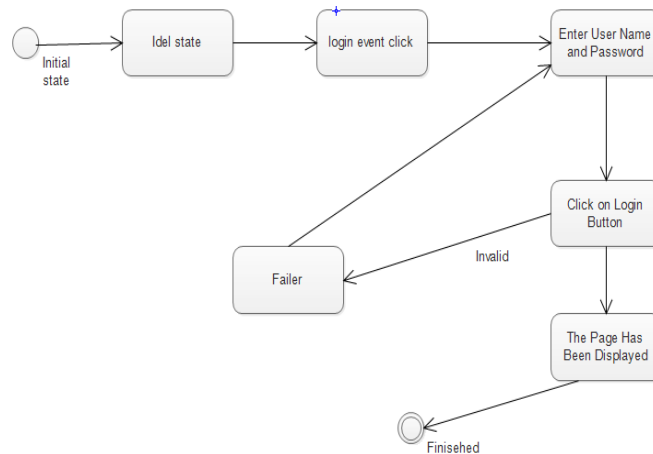 Idel state
login event click
Enter User Name
and Password
Initial
state
Click on Login
Button
Invalid
Failer
The Page Has
Been Displayed
Finisehed